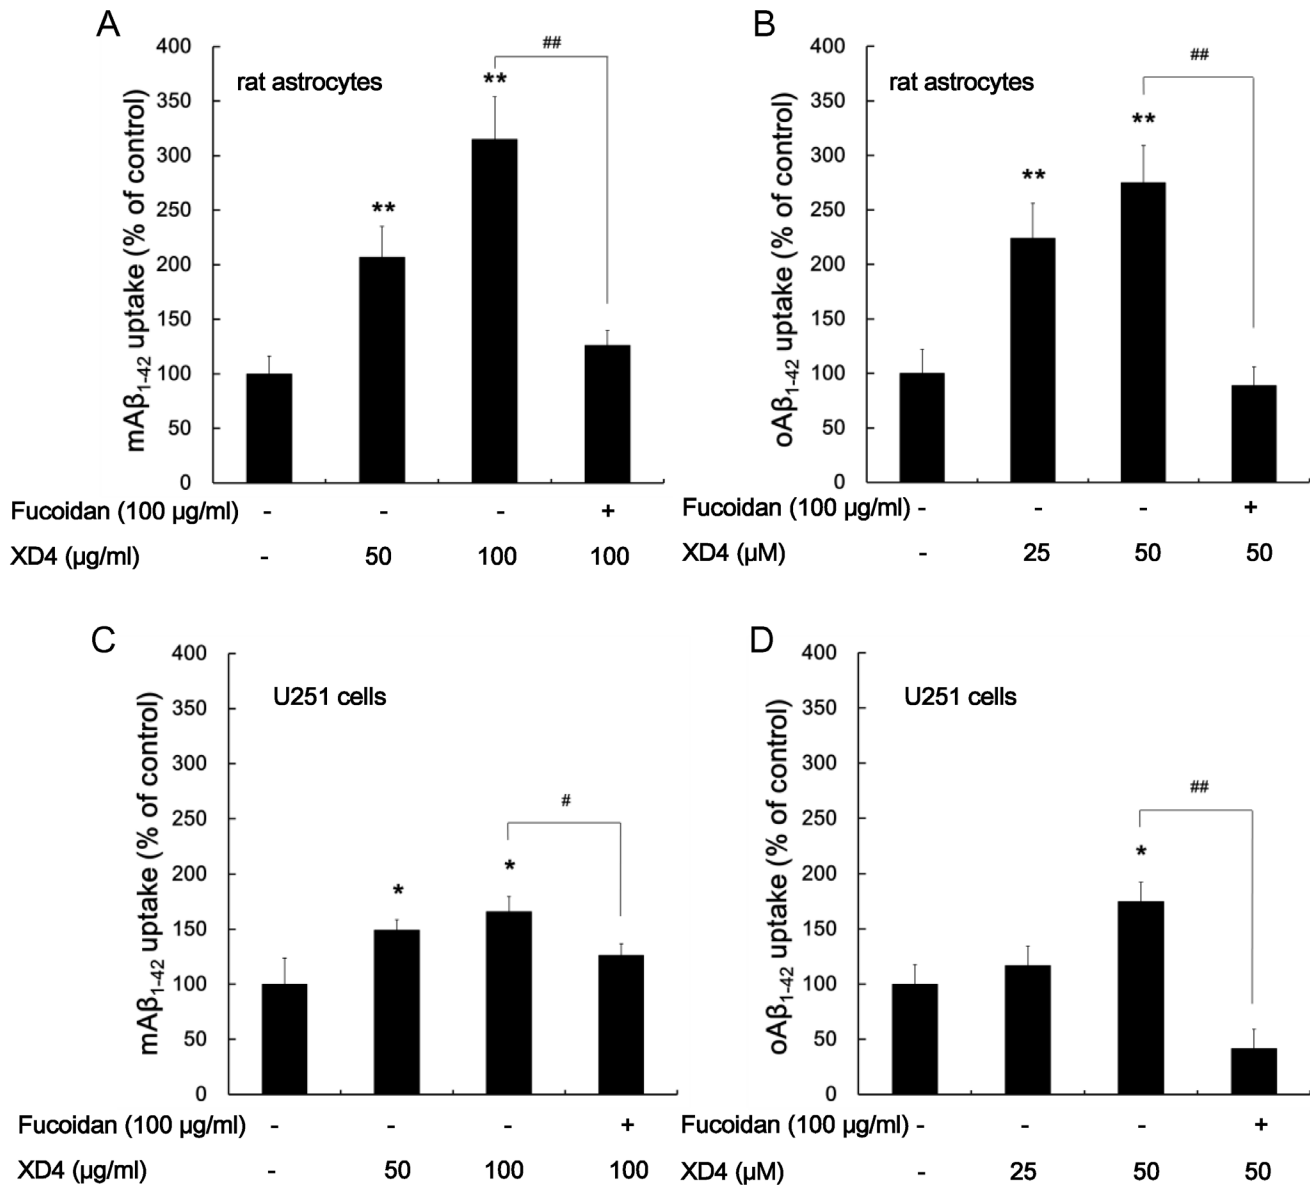 A
mAβ1-42 uptake (% of control)
400
350
300
250
200
150
100
50
0
rat astrocytes
**
**
##
Fucoidan (100 µg/ml) - - - +
XD4 (µg/ml) - 50 100 100
B
oAβ1-42 uptake (% of control)
400
350
300
250
200
150
100
50
0
rat astrocytes
**
**
##
Fucoidan (100 µg/ml) - - - +
XD4 (µM) - 25 50 50
C
mAβ1-42 uptake (% of control)
400
350
300
250
200
150
100
50
0
U251 cells
*
*
#
Fucoidan (100 µg/ml) - - - +
XD4 (µg/ml) - 50 100 100
D
oAβ1-42 uptake (% of control)
400
350
300
250
200
150
100
50
0
U251 cells
*
##
Fucoidan (100 µg/ml) - - - +
XD4 (µM) - 25 50 50